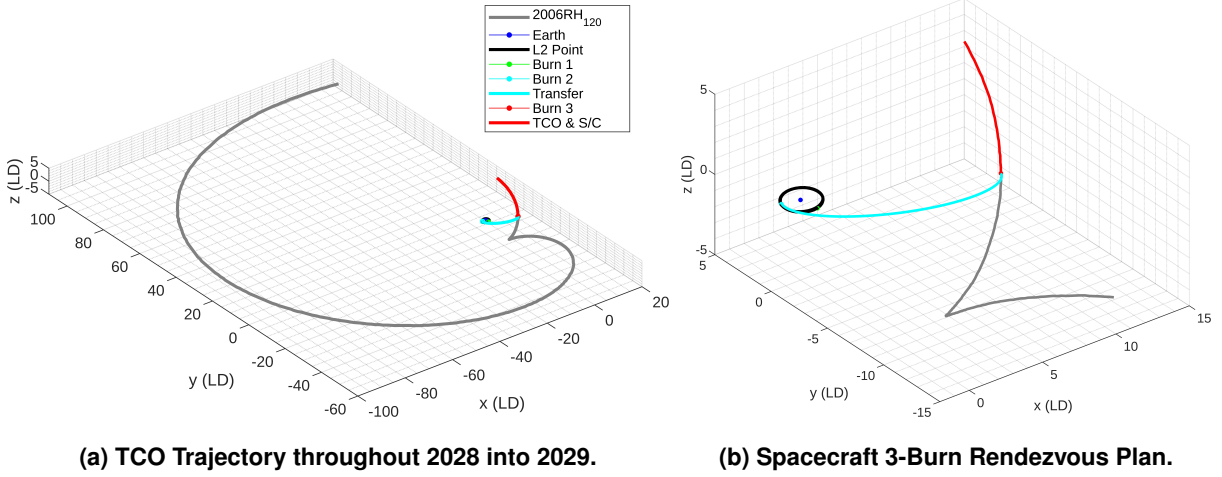 2006RH120
Earth
L2 Point
Burn 1
Burn 2
Transfer
Burn 3
TCO & S/C
z (LD)
5
0
-5
100
80
60
40
20
0
-20
-40
-60
y (LD)
-100
-80
-60
-40
-20
0
20
x (LD)
z (LD)
5
0
-5
5
0
-5
-10
-15
y (LD)
0
5
10
15
x (LD)
(a) TCO Trajectory throughout 2028 into 2029.
(b) Spacecraft 3-Burn Rendezvous Plan.